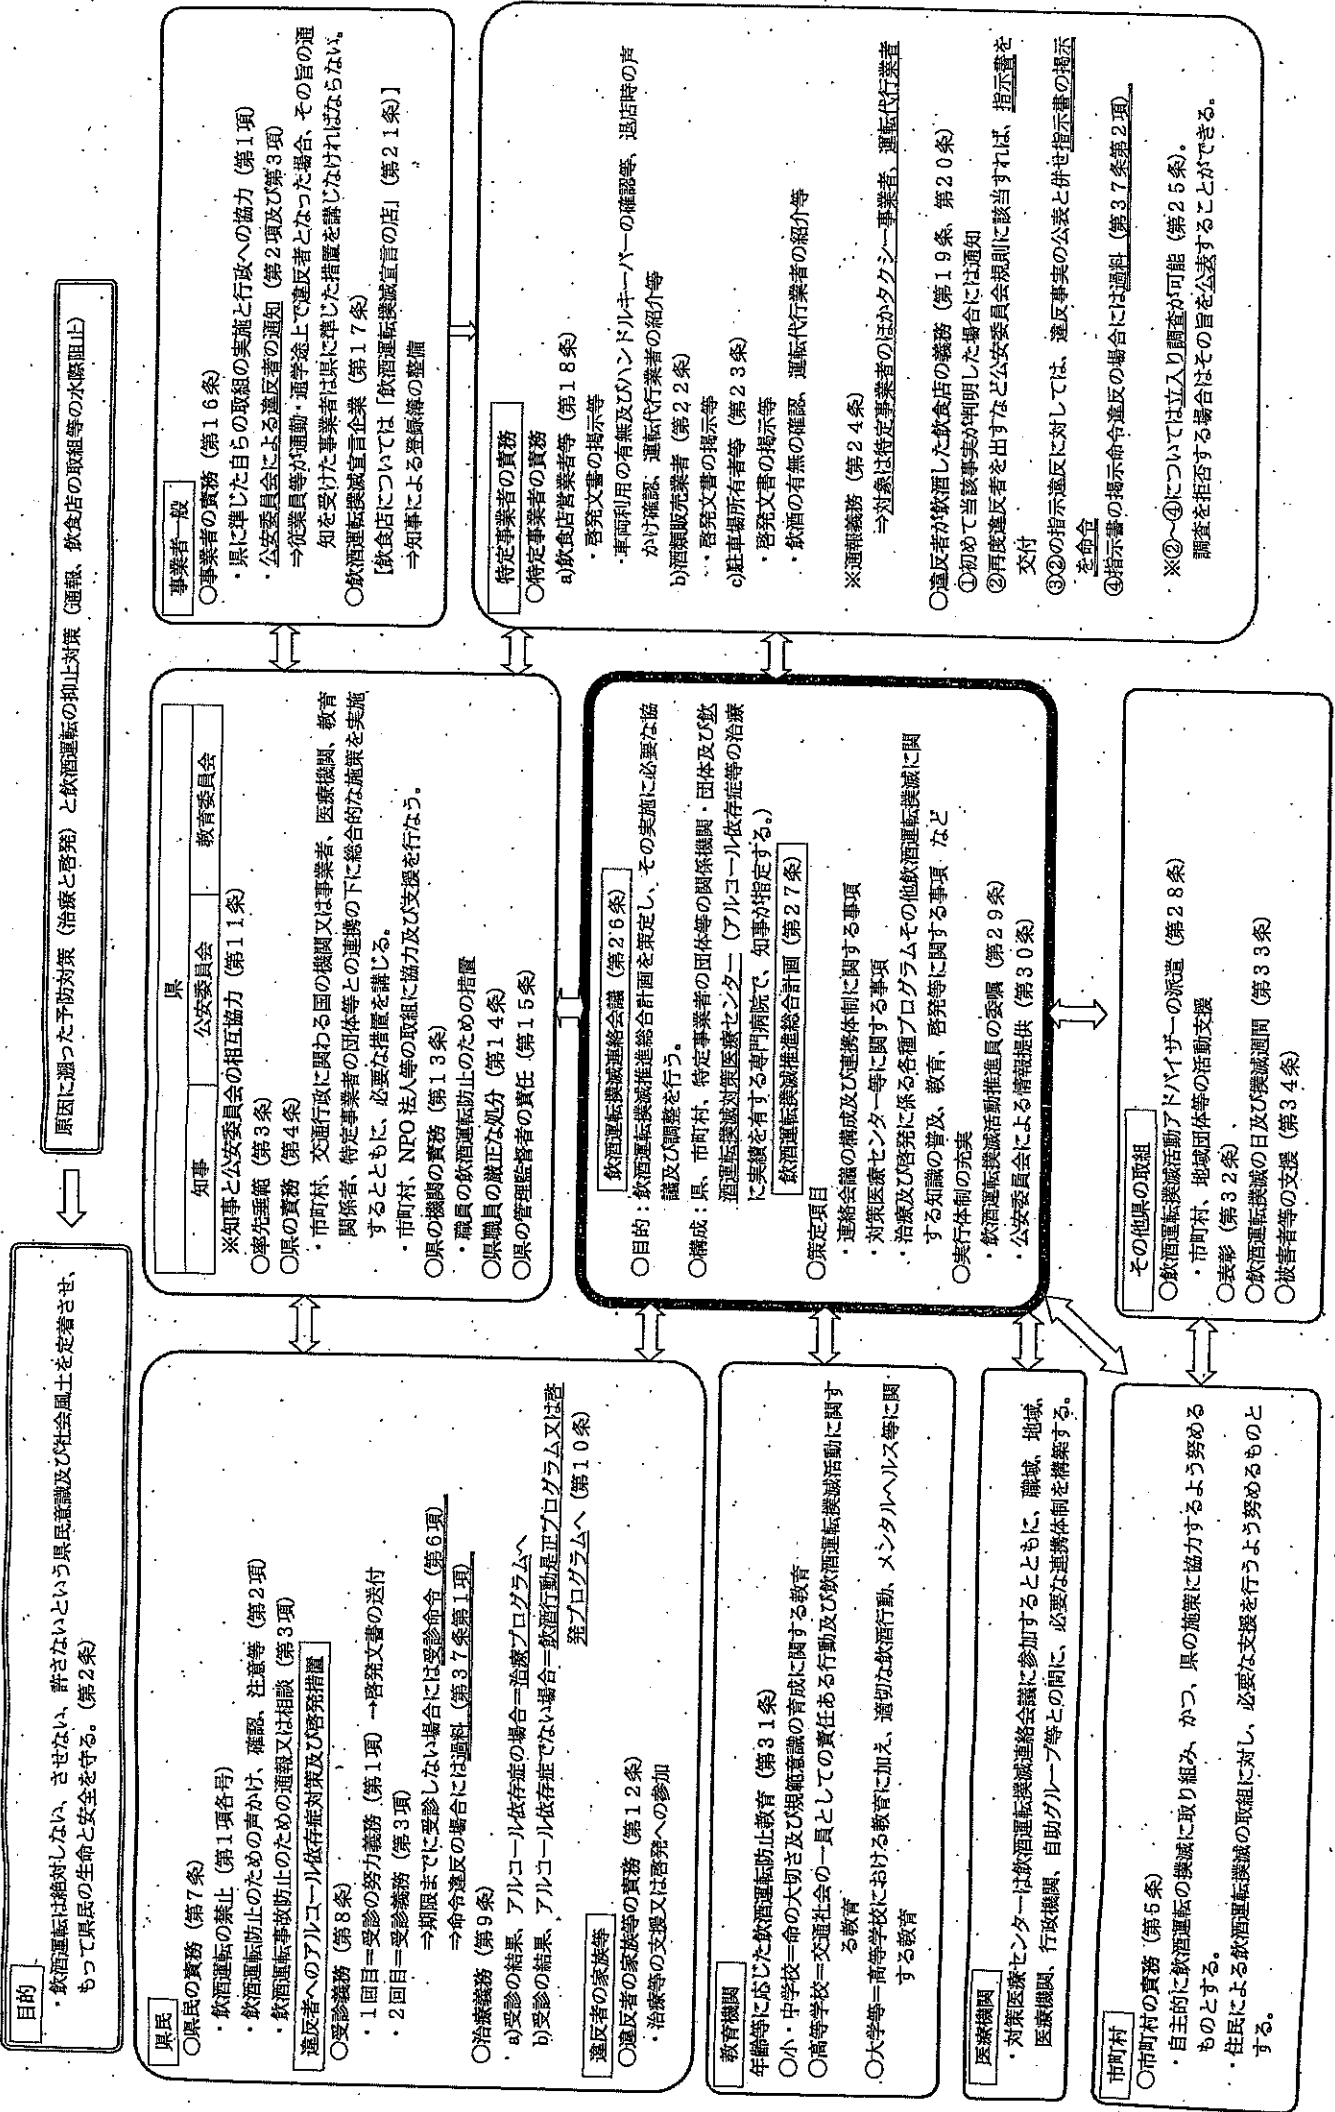 目的
・飲酒運転は絶対しない、させない、許さないという県民意識及び社会風土を定着させ、
もって県民の生命と安全を守る。(第2条)
原因に遡った予防対策（治療と啓発）と飲酒運転の抑止対策（通報、飲食店の取組等の水際阻止）
県民
○県民の責務（第7条）
・飲酒運転の禁止（第1項各号）
・飲酒運転防止のための声かけ、確認、注意等（第2項）
・飲酒運転事故防止のための通報又は相談（第3項）
違反者へのアルコール依存症対策及び啓発措置
○受診義務（第8条）
・1回目＝受診の努力義務（第1項）→啓発文書の送付
・2回目＝受診義務（第3項）
⇒期限までに受診しない場合には受診命令（第6項）
⇒命令違反の場合には過料（第37条第1項）
○治療義務（第9条）
・a)受診の結果、アルコール依存症の場合＝治療プログラムへ
b)受診の結果、アルコール依存症でない場合＝飲酒行動是正プログラム又は啓
発プログラムへ（第10条）
違反者の家族等
○違反者の家族等の責務（第12条）
・治療等の支援又は啓発への参加
教育機関
年齢等に応じた飲酒運転防止教育（第31条）
○小・中学校＝命の大切さ及び規範意識の育成に関する教育
○高等学校＝交通社会の一員としての責任ある行動及び飲酒運転撲滅活動に関す
る教育
○大学等＝高等学校における教育に加え、適切な飲酒行動、メンタルヘルス等に関
する教育
医療機関
・対策医療センターは飲酒運転撲滅連絡会議に参加するとともに、職域、地域、
医療機関、行政機関、自助グループ等との間に、必要な連携体制を構築する。
市町村
○市町村の責務（第5条）
・自主的に飲酒運転の撲滅に取り組み、かつ、県の施策に協力するよう努める
ものとする。
・住民による飲酒運転撲滅の取組に対し、必要な支援を行うよう努めるものと
する。
県
知事 公安委員会 教育委員会
※知事と公安委員会の相互協力（第11条）
○率先垂範（第3条）
○県の責務（第4条）
・市町村、交通行政に関わる国の機関又は事業者、医療機関、教育
関係者、特定事業者の団体等との連携の下に総合的な施策を実施
するとともに、必要な措置を講じる。
・市町村、NPO法人等の取組に協力及び支援を行なう。
○県の機関の責務（第13条）
・職員の飲酒運転防止のための措置
○県職員の厳正な処分（第14条）
○県の管理監督者の責任（第15条）
飲酒運転撲滅連絡会議（第26条）
○目的：飲酒運転撲滅推進総合計画を策定し、その実施に必要な協
議及び調整を行う。
○構成：県、市町村、特定事業者の団体等の関係機関・団体及び飲
酒運転撲滅対策医療センター（アルコール依存症等の治療
に実績を有する専門病院で、知事が指定する。）
飲酒運転撲滅推進総合計画（第27条）
○策定項目
・連絡会議の構成及び連携体制に関する事項
・対策医療センター等に関する事項
・治療及び啓発に係る各種プログラムその他飲酒運転撲滅に関
する知識の普及、教育、啓発等に関する事項 など
○実行体制の充実
・飲酒運転撲滅活動推進員の委嘱（第29条）
・公安委員会による情報提供（第30条）
その他県の取組
○飲酒運転撲滅活動アドバイザーの派遣（第28条）
・市町村、地域団体等の活動支援
○表彰（第32条）
○飲酒運転撲滅の日及び撲滅週間（第33条）
○被害者等の支援（第34条）
事業者一般
○事業者の責務（第16条）
・県に準じた自らの取組の実施と行政への協力（第1項）
・公安委員会による違反者の通知（第2項及び第3項）
⇒従業員等が通勤・通学途上で違反者となった場合、その旨の通
知を受けた事業者は県に準じた措置を講じなければならない。
○飲酒運転撲滅宣言企業（第17条）
【飲食店については「飲酒運転撲滅宣言の店」（第21条）】
⇒知事による登録簿の整備
特定事業者の責務
○特定事業者の責務
a)飲食店営業者等（第18条）
・啓発文書の掲示等
・車両利用の有無及びハンドルキーパーの確認等、退店時の声
かけ確認、運転代行業者の紹介等
b)酒類販売業者（第22条）
・啓発文書の掲示等
c)駐車場所有者等（第23条）
・啓発文書の掲示等
・飲酒の有無の確認、運転代行業者の紹介等
※通報義務（第24条）
⇒対象は特定事業者のほかタクシー事業者、運転代行業者
○違反者が飲酒した飲食店の義務（第19条、第20条）
①初めて当該事実が判明した場合には通知
②再度違反者を出すなど公安委員会規則に該当すれば、指示書を
交付
③②の指示違反に対しては、違反事実の公表と併せ指示書の掲示
を命令
④指示書の掲示命令違反の場合には過料（第37条第2項）
※②～④については立入り調査が可能（第25条）。
調査を拒否する場合はその旨を公表することができる。